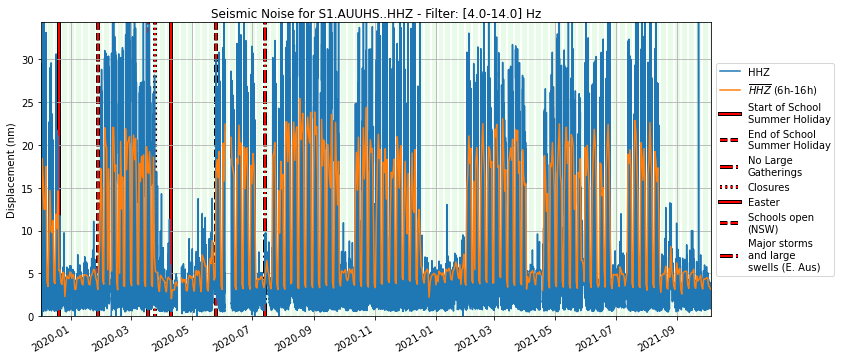 Seismic Noise for S1.AUUHS..HHZ - Filter: [4.0-14.0] Hz
Displacement (nm)
30
25
20
15
10
5
0
2020-01
2020-03
2020-05
2020-07
2020-09
2020-11
2021-01
2021-03
2021-05
2021-07
2021-09
HHZ
HHZ (6h-16h)
Start of School
Summer Holiday
End of School
Summer Holiday
No Large
Gatherings
Closures
Easter
Schools open
(NSW)
Major storms
and large
swells (E. Aus)